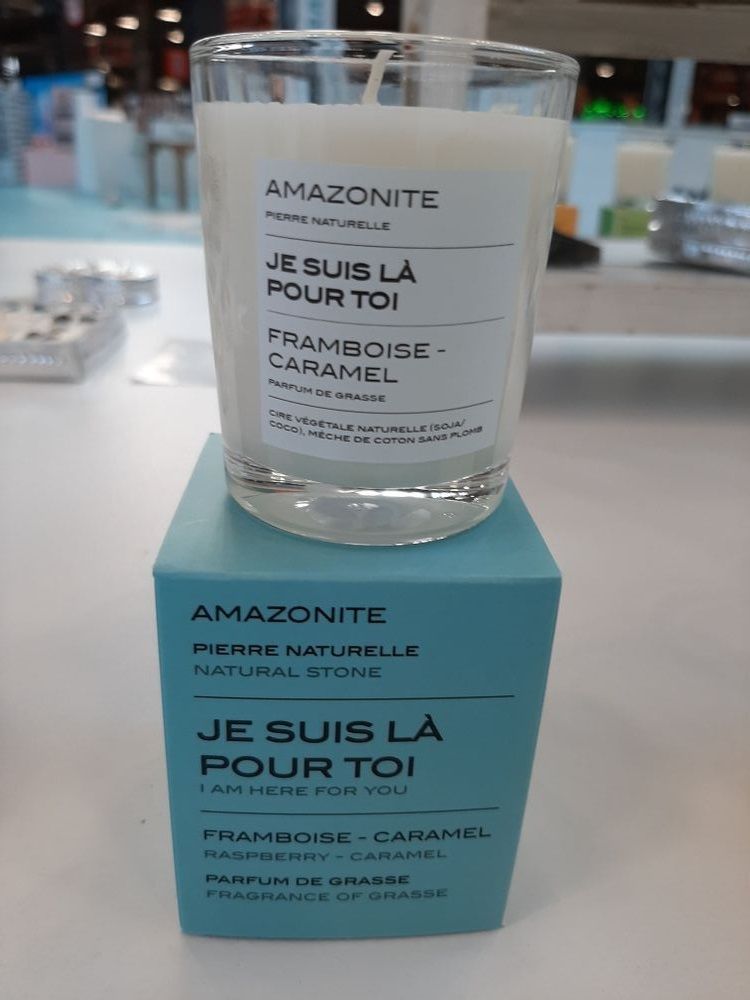 AMAZONITE
PIERRE NATURELLE
JE SUIS LÀ
POUR TOI
FRAMBOISE -
CARAMEL
PARFUM DE GRASSE
CIRE VÉGÉTALE NATURELLE (SOJA/
COCO), MÈCHE DE COTON SANS PLOMB
AMAZONITE
PIERRE NATURELLE
NATURAL STONE
JE SUIS LÀ
POUR TOI
I AM HERE FOR YOU
FRAMBOISE - CARAMEL
RASPBERRY - CARAMEL
PARFUM DE GRASSE
FRAGRANCE OF GRASSE